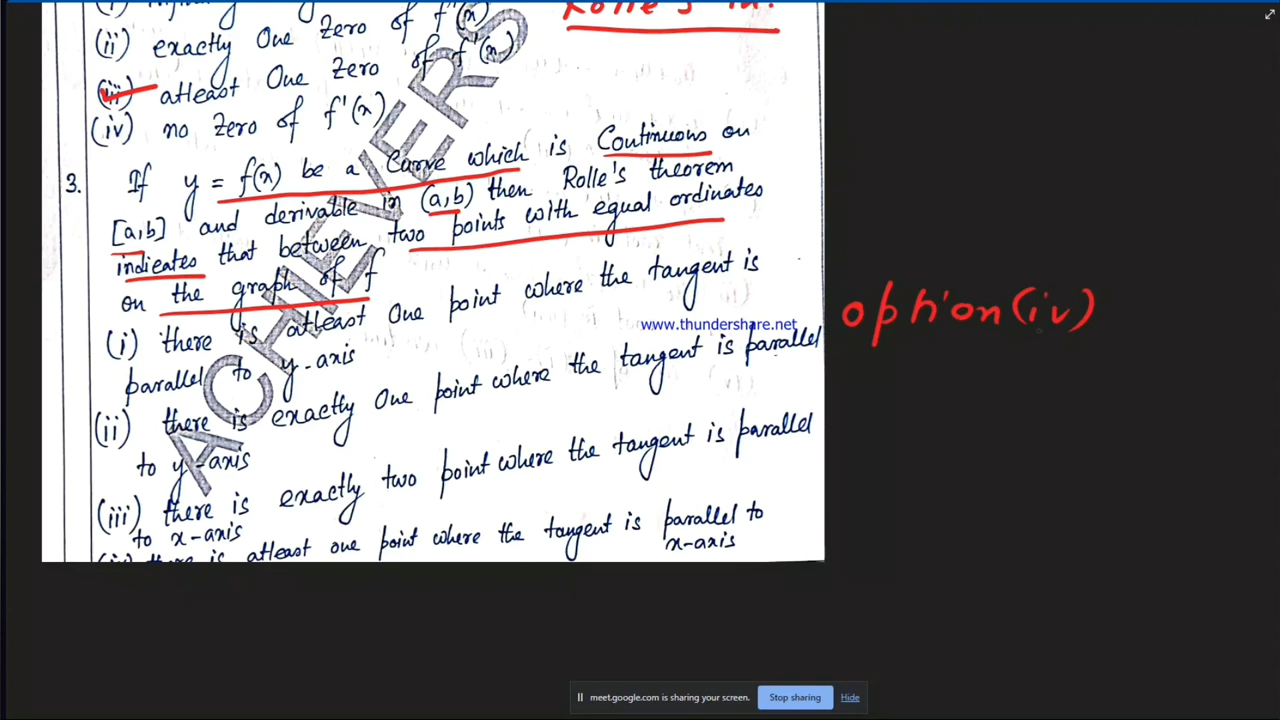 (ii) exactly One Zero of f"(x)
Rolle's
(iii) atleast One Zero of f'(x)
(iv) no Zero of f'(x)
3. If y = f(x) be a Curve which is Continuous on
[a,b] and derivable in (a,b) then Rolle's theorem
indicates that between two points with equal ordinates
on the graph of f
(i) there is atleast One point where the tangent is
parallel to y-axis
(ii) there is exactly One point where the tangent is parallel
to y-axis
(iii) there is exactly two point where the tangent is parallel
to x-axis
there is atleast one point where the tangent is parallel to
x-axis
ACHIEVERS
www.thundershare.net
option(iv)
meet.google.com is sharing your screen. Stop sharing Hide